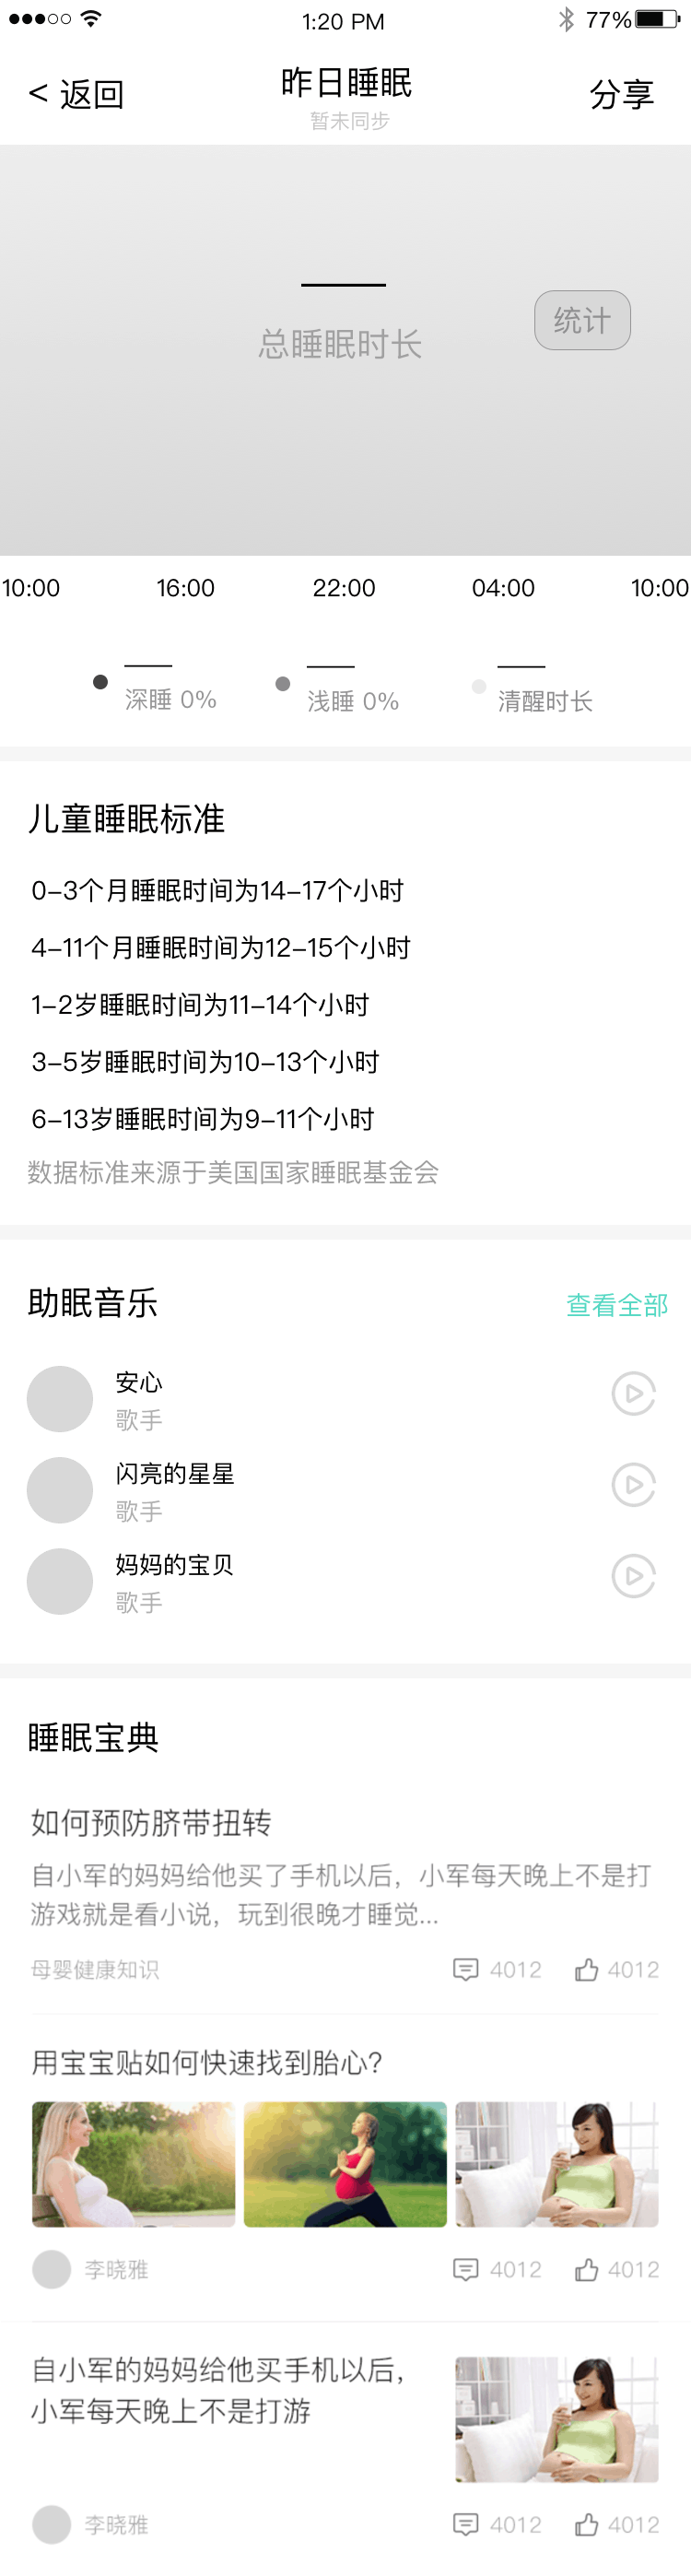 1:20 PM
77%
< 返回
昨日睡眠
分享
暂未同步
总睡眠时长
统计
10:00 16:00 22:00 04:00 10:00
深睡 0%
浅睡 0%
清醒时长
儿童睡眠标准
0-3个月睡眠时间为14-17个小时
4-11个月睡眠时间为12-15个小时
1-2岁睡眠时间为11-14个小时
3-5岁睡眠时间为10-13个小时
6-13岁睡眠时间为9-11个小时
数据标准来源于美国国家睡眠基金会
助眠音乐
查看全部
安心
歌手
闪亮的星星
歌手
妈妈的宝贝
歌手
睡眠宝典
如何预防脐带扭转
自小军的妈妈给他买了手机以后，小军每天晚上不是打
游戏就是看小说，玩到很晚才睡觉...
母婴健康知识 4012 4012
用宝宝贴如何快速找到胎心？
李晓雅 4012 4012
自小军的妈妈给他买手机以后，
小军每天晚上不是打游
李晓雅 4012 4012